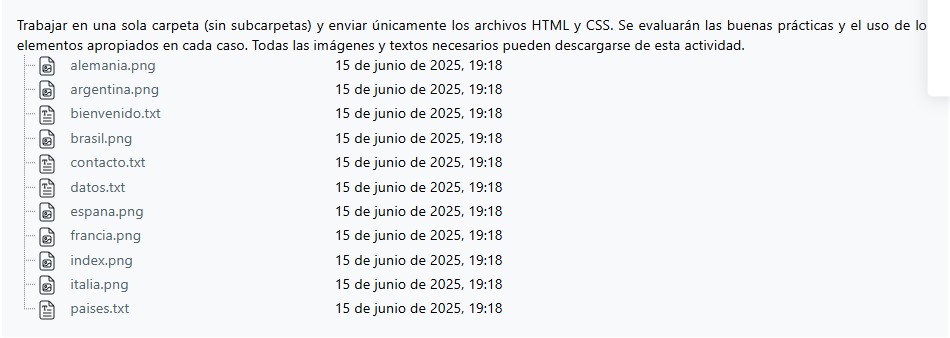 Trabajar en una sola carpeta (sin subcarpetas) y enviar únicamente los archivos HTML y CSS. Se evaluarán las buenas prácticas y el uso de lo
elementos apropiados en cada caso. Todas las imágenes y textos necesarios pueden descargarse de esta actividad.
alemania.png 15 de junio de 2025, 19:18
argentina.png 15 de junio de 2025, 19:18
bienvenido.txt 15 de junio de 2025, 19:18
brasil.png 15 de junio de 2025, 19:18
contacto.txt 15 de junio de 2025, 19:18
datos.txt 15 de junio de 2025, 19:18
espana.png 15 de junio de 2025, 19:18
francia.png 15 de junio de 2025, 19:18
index.png 15 de junio de 2025, 19:18
italia.png 15 de junio de 2025, 19:18
paises.txt 15 de junio de 2025, 19:18